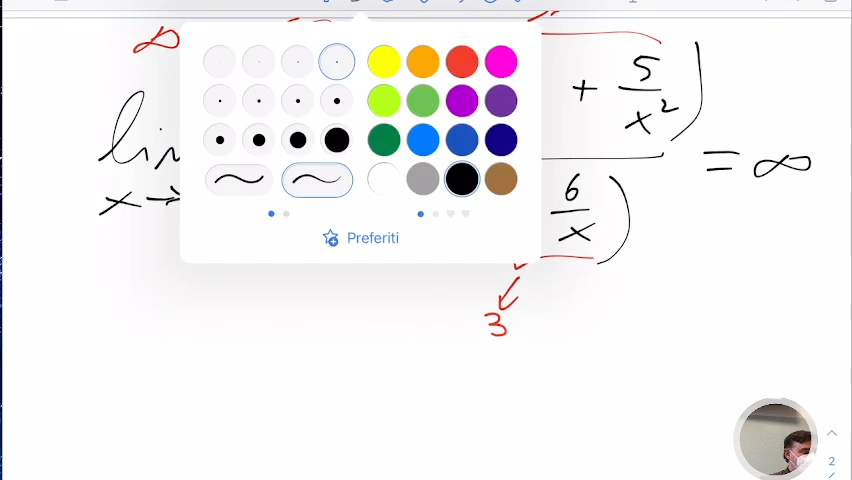 ∞
lim + 5/x² ) = ∞
x→ 6/x )
Preferiti
3
2